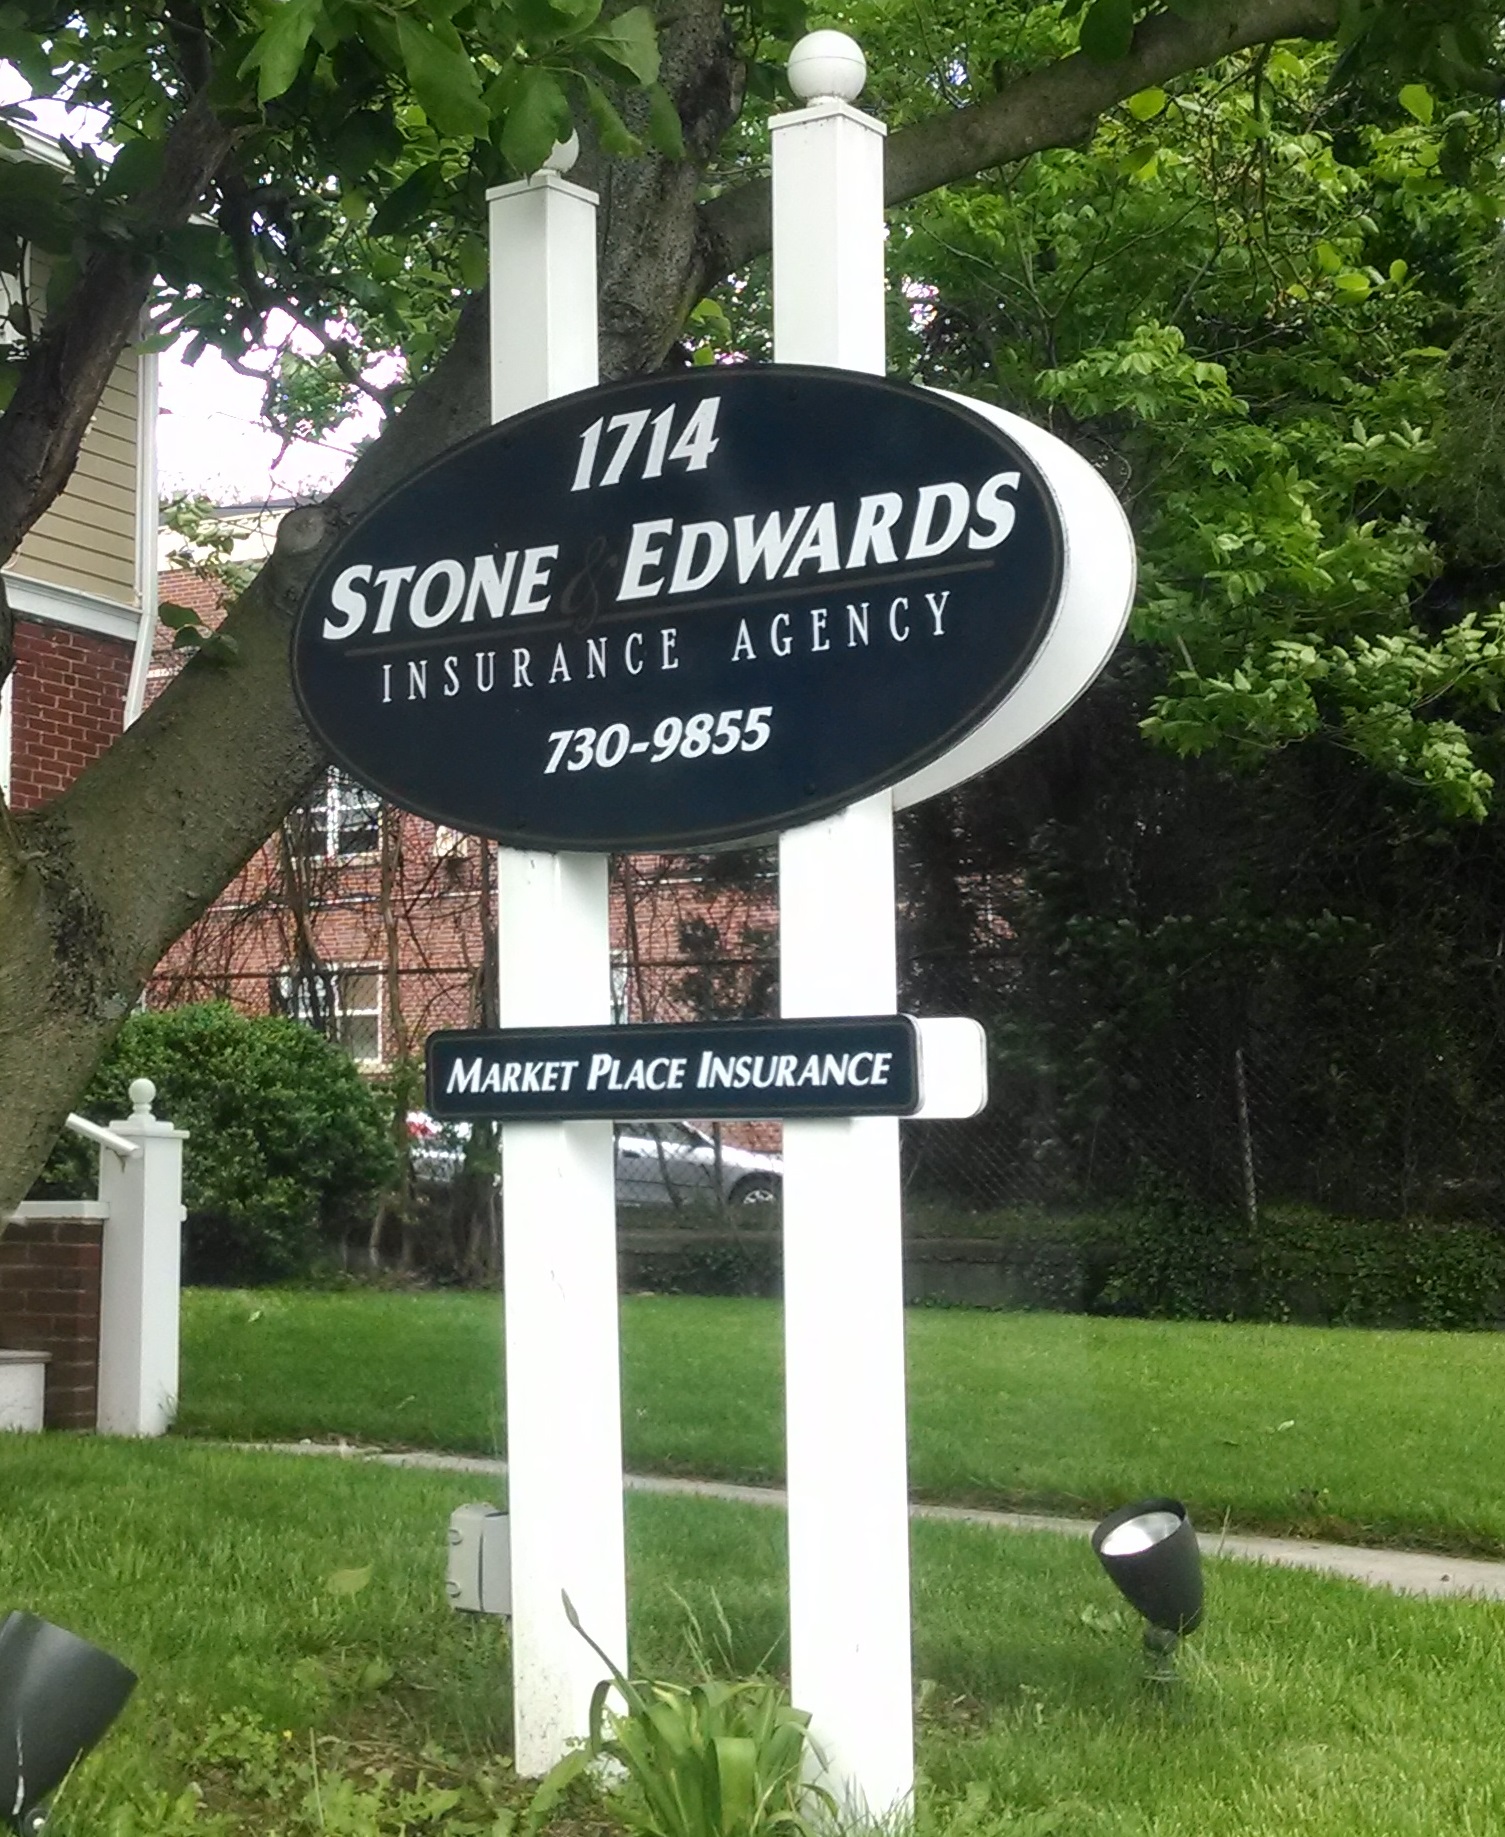 1714
STONE & EDWARDS
INSURANCE AGENCY
730-9855
MARKET PLACE INSURANCE